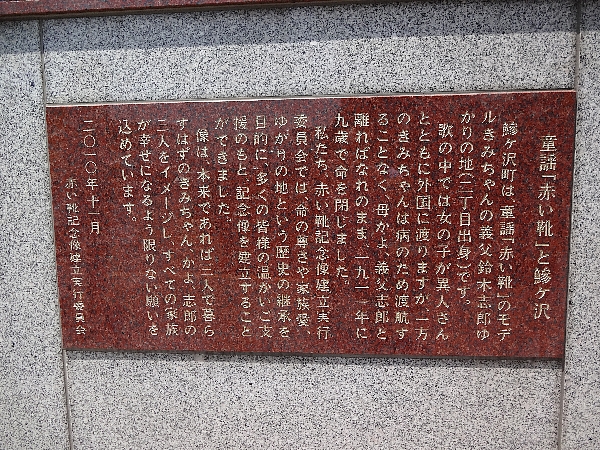 童謡「赤い靴」と鰺ヶ沢
鰺ヶ沢町は、童謡「赤い靴」のモデ
ルきみちゃんの義父鈴木志郎ゆ
かりの地(二丁目出身)です。
歌の中では女の子が異人さん
とともに外国に渡りますが、一方
のきみちゃんは病のため渡航す
ることなく、母かよ、義父志郎と
離ればなれのまま、一九一一年に
九歳で命を閉じました。
私たち、赤い靴記念像建立実行
委員会では、命の尊さや家族愛、
ゆかりの地という歴史の継承を
目的に、多くの皆様の温かいご支
援のもと、記念像を建立すること
ができました。
像は、本来であれば三人で暮ら
すはずのきみちゃん、かよ、志郎の
三人をイメージし、すべての家族
が幸せになるよう限りない願いを
込めています。
二〇一〇年十一月
赤い靴記念像建立実行委員会